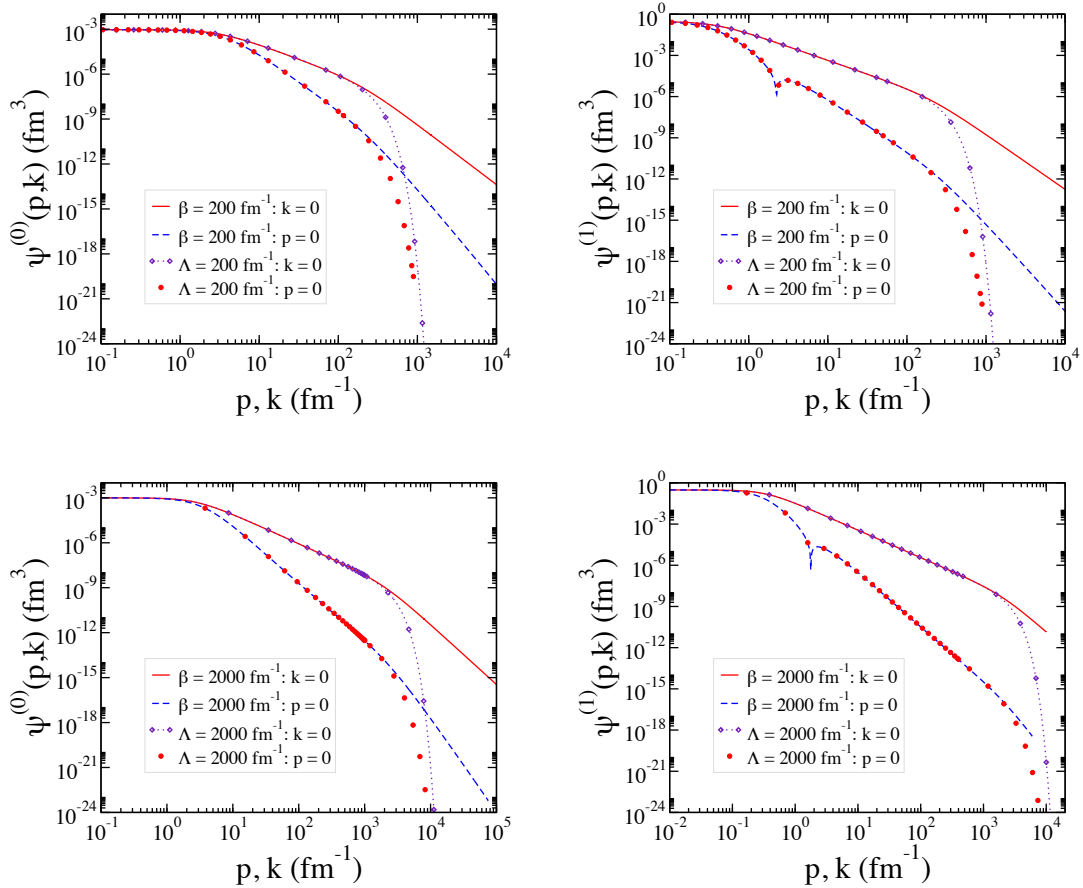 10^-3
10^-6
10^-9
10^-12
10^-15
10^-18
10^-21
10^-24
ψ^(0)(p,k) (fm^3)
β = 200 fm^-1: k = 0
β = 200 fm^-1: p = 0
Λ = 200 fm^-1: k = 0
Λ = 200 fm^-1: p = 0
10^-1 10^0 10^1 10^2 10^3 10^4
p, k (fm^-1)
10^0
10^-3
10^-6
10^-9
10^-12
10^-15
10^-18
10^-21
10^-24
ψ^(1)(p,k) (fm^3)
β = 200 fm^-1: k = 0
β = 200 fm^-1: p = 0
Λ = 200 fm^-1: k = 0
Λ = 200 fm^-1: p = 0
10^-1 10^0 10^1 10^2 10^3 10^4
p, k (fm^-1)
10^-3
10^-6
10^-9
10^-12
10^-15
10^-18
10^-21
10^-24
ψ^(0)(p,k) (fm^3)
β = 2000 fm^-1: k = 0
β = 2000 fm^-1: p = 0
Λ = 2000 fm^-1: k = 0
Λ = 2000 fm^-1: p = 0
10^-1 10^0 10^1 10^2 10^3 10^4 10^5
p, k (fm^-1)
10^0
10^-3
10^-6
10^-9
10^-12
10^-15
10^-18
10^-21
10^-24
ψ^(1)(p,k) (fm^3)
β = 2000 fm^-1: k = 0
β = 2000 fm^-1: p = 0
Λ = 2000 fm^-1: k = 0
Λ = 2000 fm^-1: p = 0
10^-2 10^-1 10^0 10^1 10^2 10^3 10^4
p, k (fm^-1)